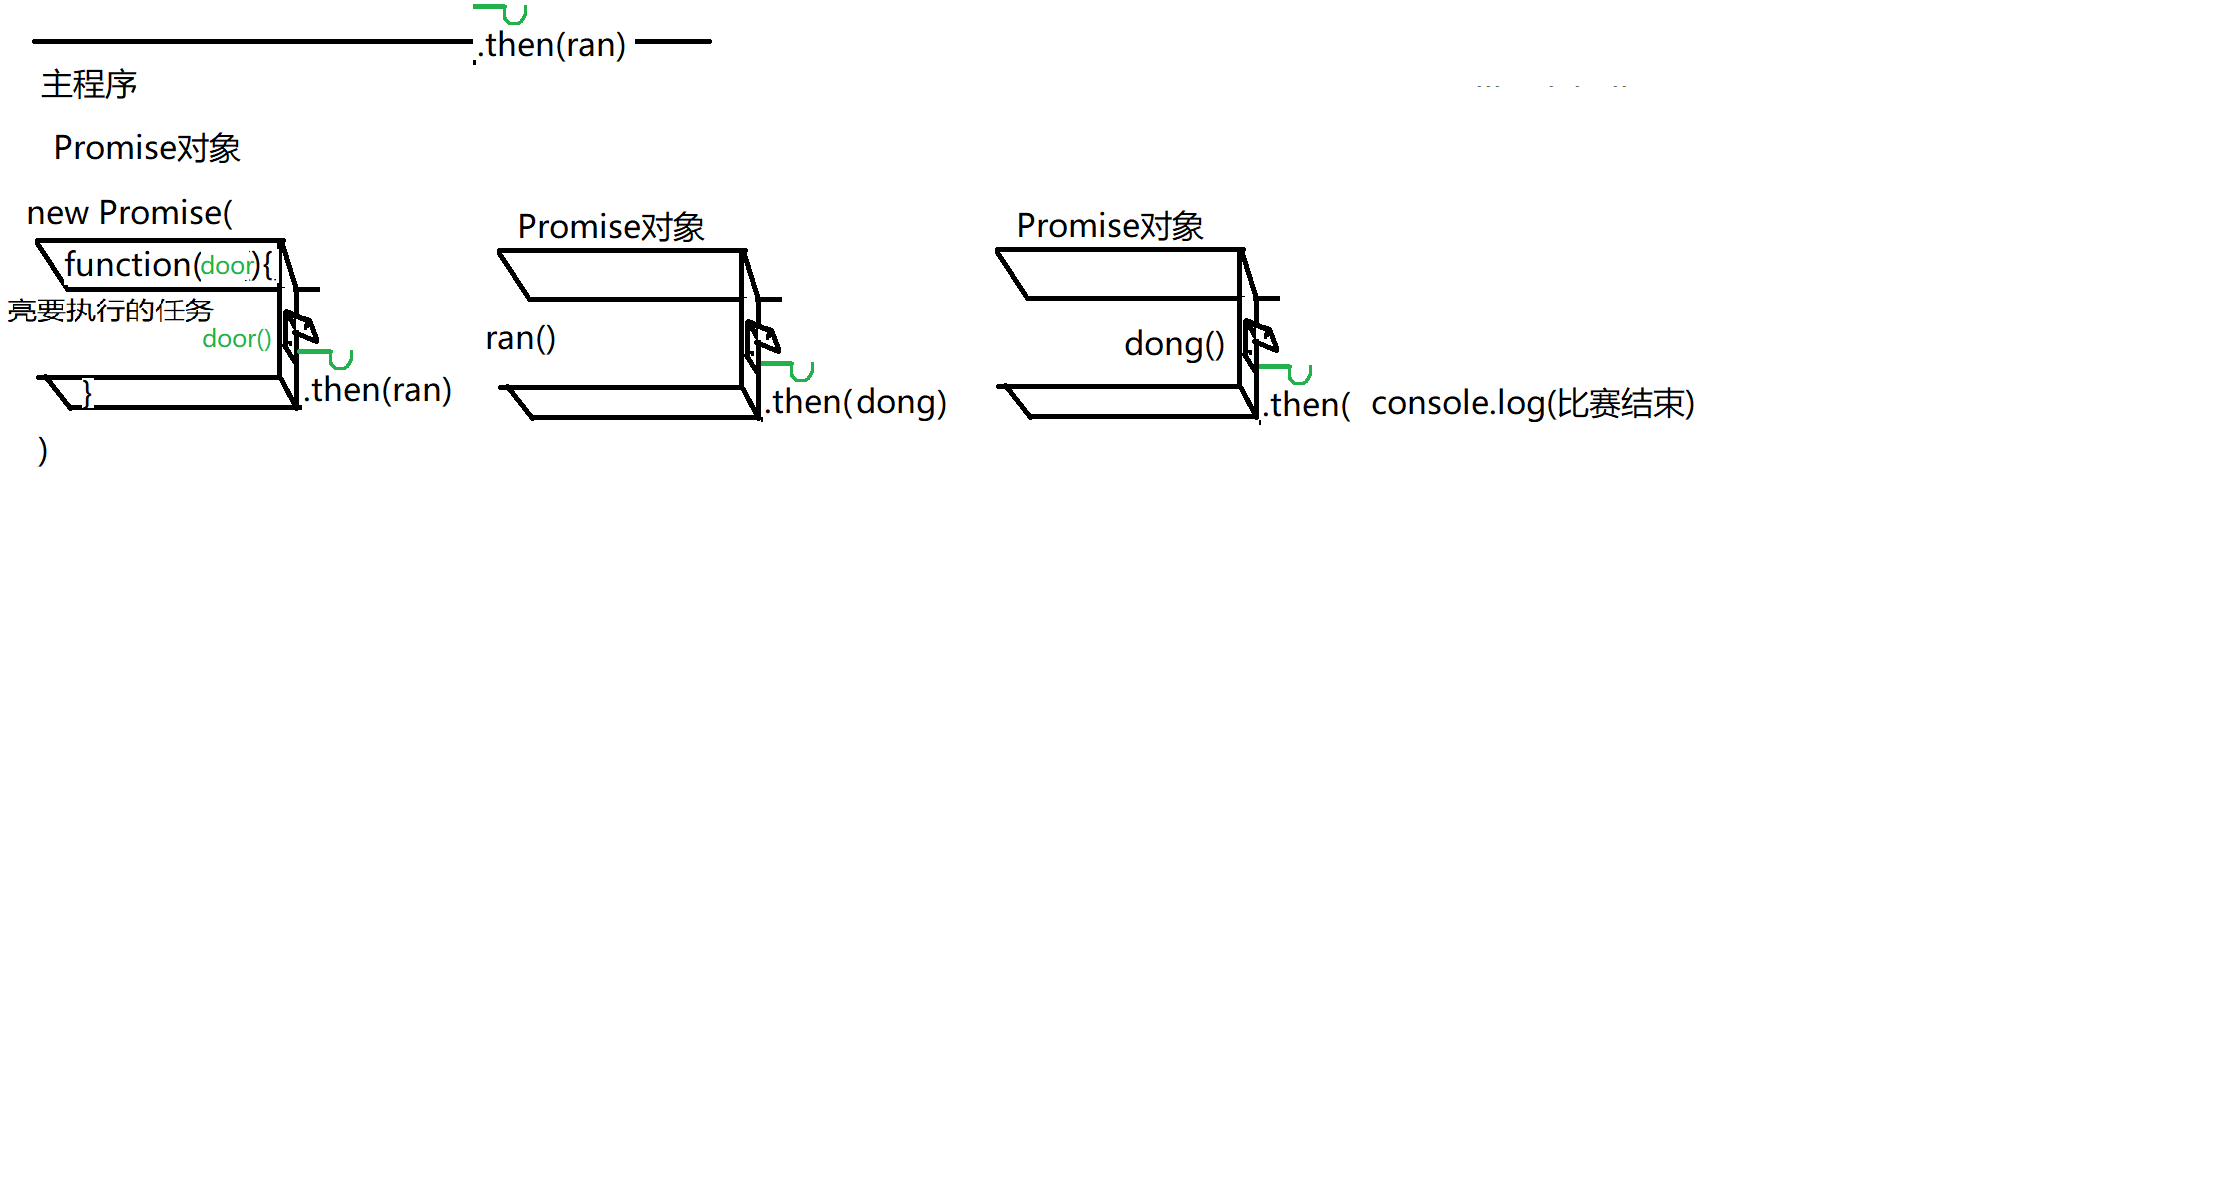 .then(ran)
主程序
Promise对象
new Promise(
function(door){
亮要执行的任务
door()
}
.then(ran)
)
Promise对象
ran()
.then(dong)
Promise对象
dong()
.then( console.log(比赛结束)